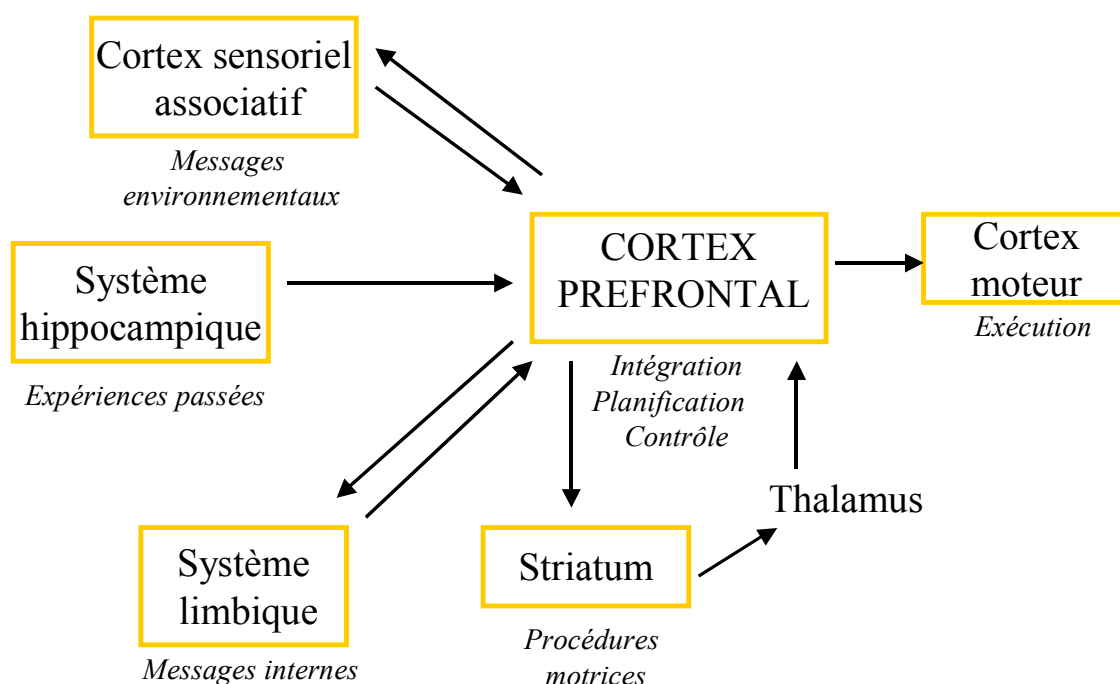 Cortex sensoriel
associatif
Messages
environnementaux
Système
hippocampique
Expériences passées
CORTEX
PREFRONTAL
Intégration
Planification
Contrôle
Cortex
moteur
Exécution
Thalamus
Système
limbique
Messages internes
Striatum
Procédures
motrices